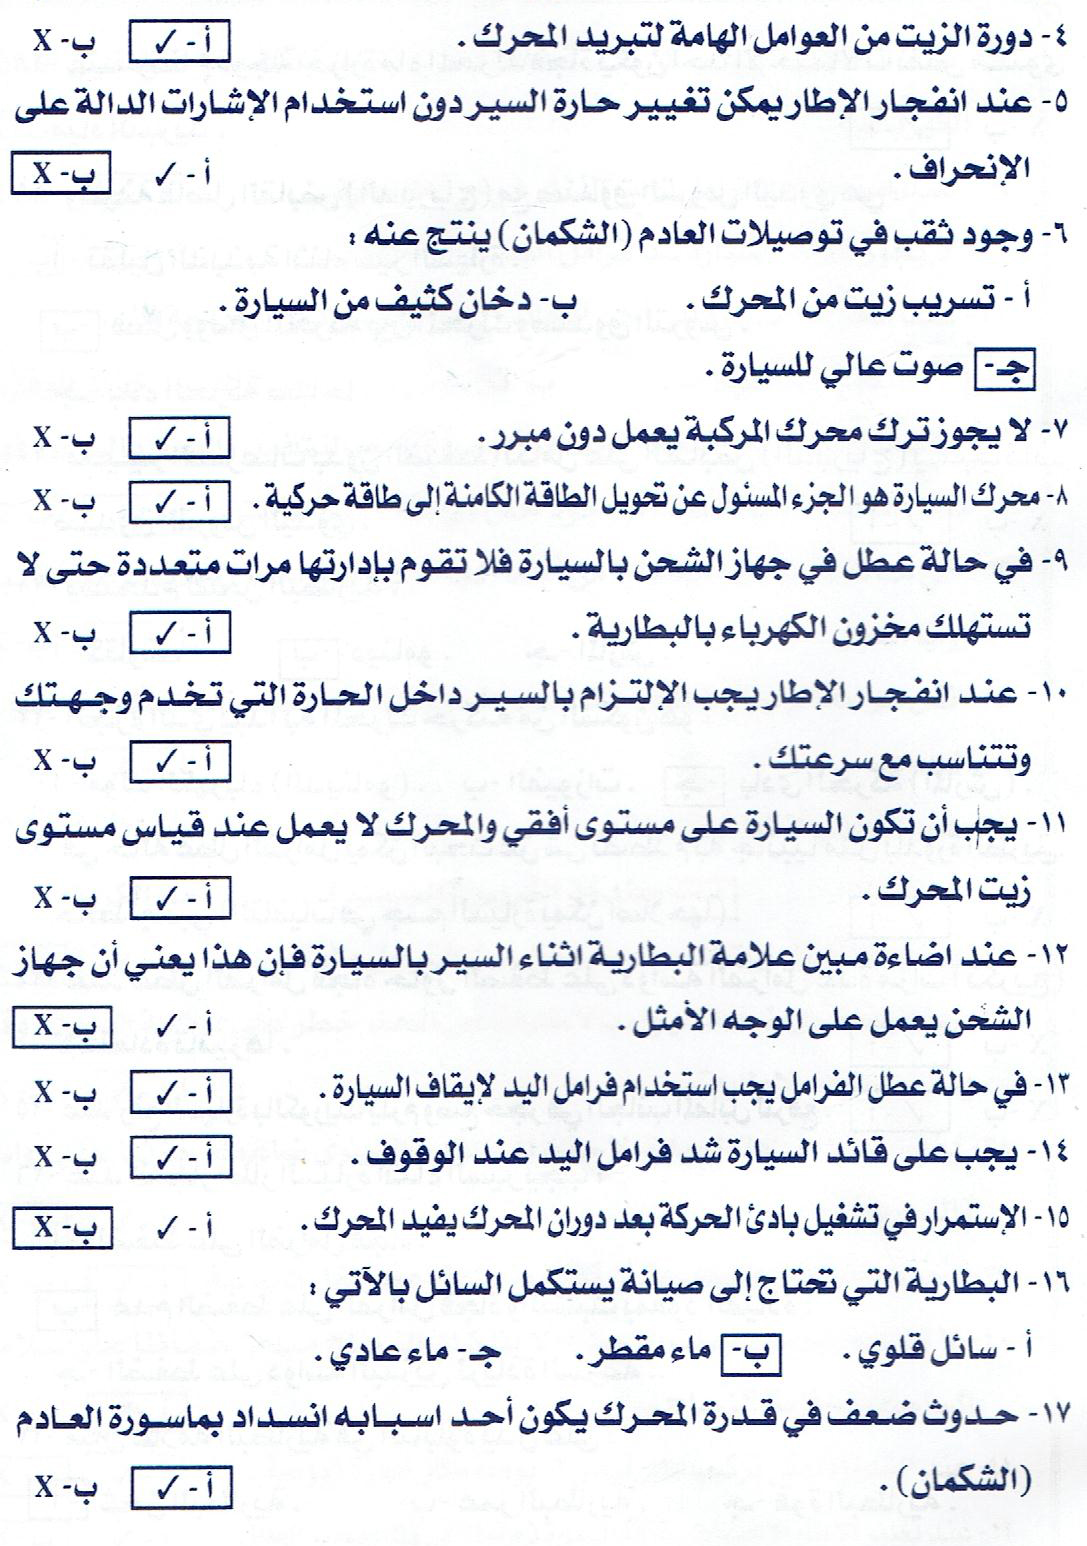 ٤- دورة الزيت من العوامل الهامة لتبريد المحرك. أ- ✓ ب- X
٥- عند انفجار الإطار يمكن تغيير حارة السير دون استخدام الإشارات الدالة على
الإنحراف. أ- ✓ ب- X
٦- وجود ثقب في توصيلات العادم (الشكمان) ينتج عنه :
أ - تسريب زيت من المحرك. ب- دخان كثيف من السيارة.
جـ- صوت عالي للسيارة.
٧- لا يجوز ترك محرك المركبة يعمل دون مبرر. أ- ✓ ب- X
٨- محرك السيارة هو الجزء المسئول عن تحويل الطاقة الكامنة إلى طاقة حركية. أ- ✓ ب- X
٩- في حالة عطل في جهاز الشحن بالسيارة فلا تقوم بإدارتها مرات متعددة حتى لا
تستهلك مخزون الكهرباء بالبطارية. أ- ✓ ب- X
١٠- عند انفجار الإطار يجب الإلتزام بالسير داخل الحارة التي تخدم وجهتك
وتتناسب مع سرعتك. أ- ✓ ب- X
١١- يجب أن تكون السيارة على مستوى أفقي والمحرك لا يعمل عند قياس مستوى
زيت المحرك. أ- ✓ ب- X
١٢- عند اضاءة مبين علامة البطارية اثناء السير بالسيارة فإن هذا يعني أن جهاز
الشحن يعمل على الوجه الأمثل. أ- ✓ ب- X
١٣- في حالة عطل الفرامل يجب استخدام فرامل اليد لإيقاف السيارة. أ- ✓ ب- X
١٤- يجب على قائد السيارة شد فرامل اليد عند الوقوف. أ- ✓ ب- X
١٥- الإستمرار في تشغيل بادئ الحركة بعد دوران المحرك يفيد المحرك. أ- ✓ ب- X
١٦- البطارية التي تحتاج إلى صيانة يستكمل السائل بالآتي :
أ - سائل قلوي. ب- ماء مقطر. جـ- ماء عادي.
١٧- حدوث ضعف في قدرة المحرك يكون أحد اسبابه انسداد بماسورة العادم
(الشكمان). أ- ✓ ب- X